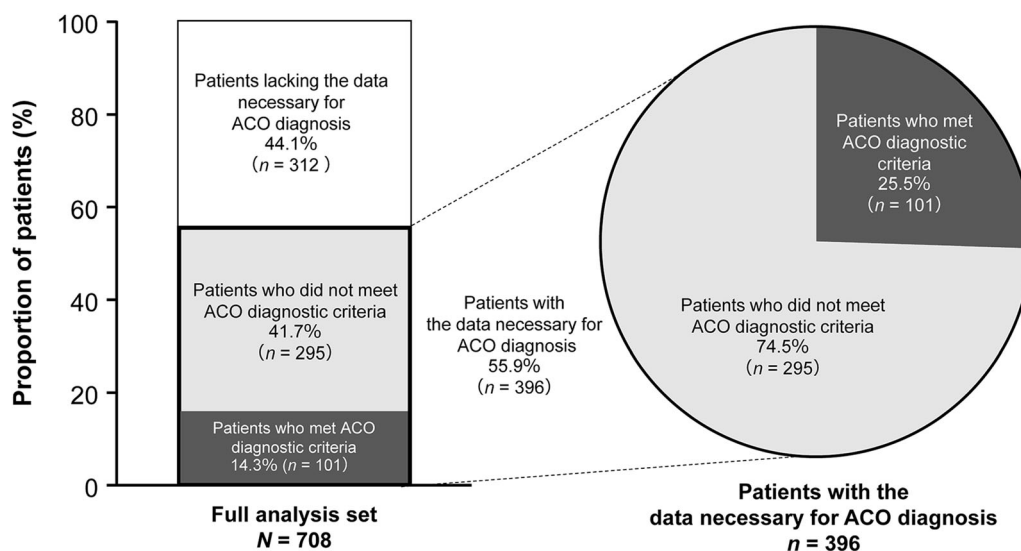 Proportion of patients (%)
100
80
60
40
20
0
Patients lacking the data
necessary for
ACO diagnosis
44.1%
(n = 312 )
Patients who did not meet
ACO diagnostic criteria
41.7%
(n = 295)
Patients who met ACO
diagnostic criteria
14.3% (n = 101)
Full analysis set
N = 708
Patients with
the data necessary for
ACO diagnosis
55.9%
(n = 396)
Patients who met
ACO diagnostic
criteria
25.5%
(n = 101)
Patients who did not meet
ACO diagnostic criteria
74.5%
(n = 295)
Patients with the
data necessary for ACO diagnosis
n = 396